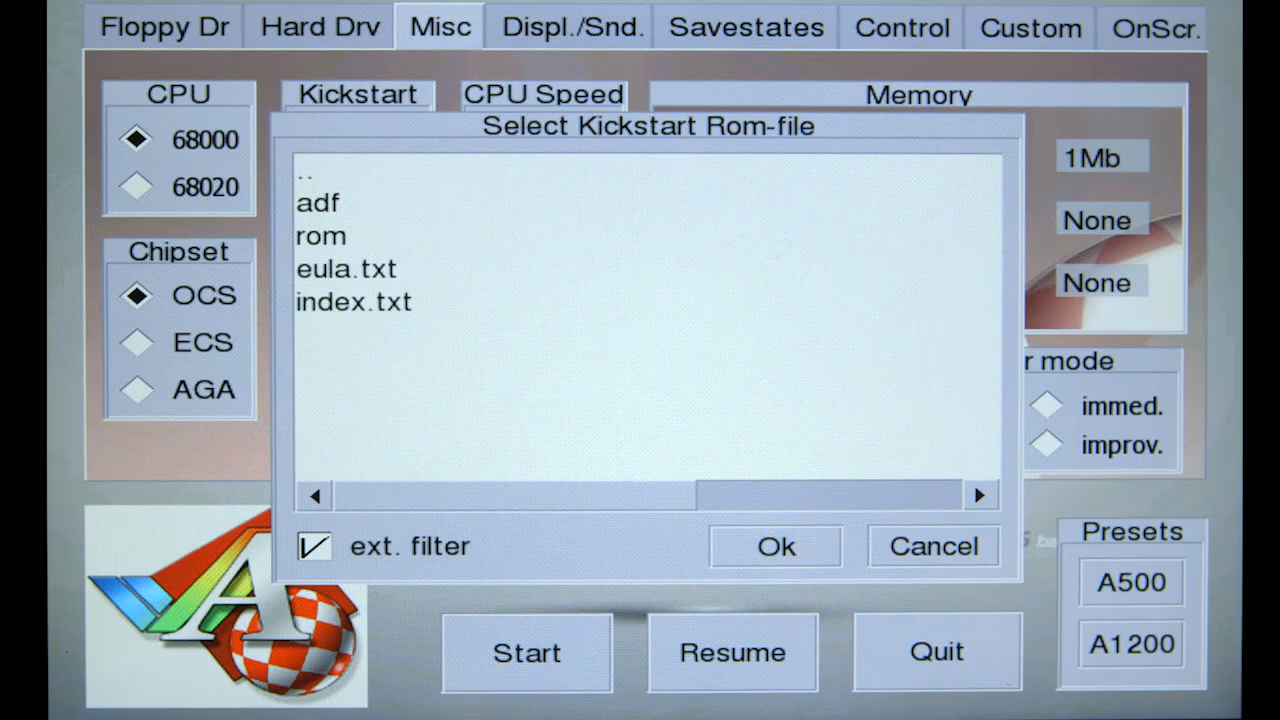 Floppy Dr Hard Drv Misc Displ./Snd. Savestates Control Custom OnScr.
CPU Kickstart CPU Speed Memory
Select Kickstart Rom-file
68000
68020
1Mb
None
None
Chipset
OCS
ECS
AGA
..
adf
rom
eula.txt
index.txt
r mode
immed.
improv.
ext. filter Ok Cancel
Presets
A500
A1200
A
Start Resume Quit